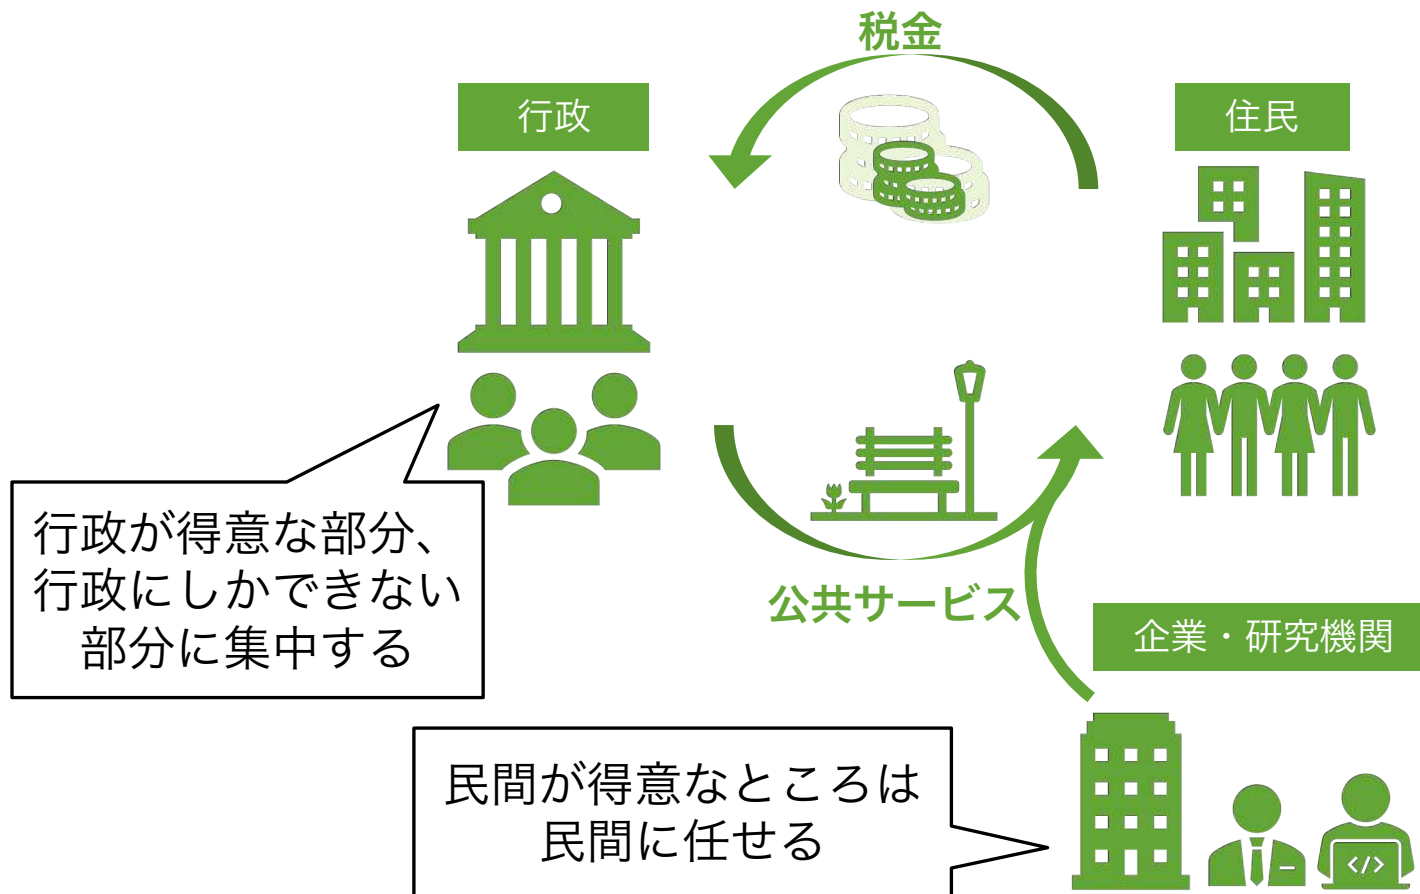 税金
行政
住民
行政が得意な部分、
行政にしかできない
部分に集中する
公共サービス
企業・研究機関
民間が得意なところは
民間に任せる
</>